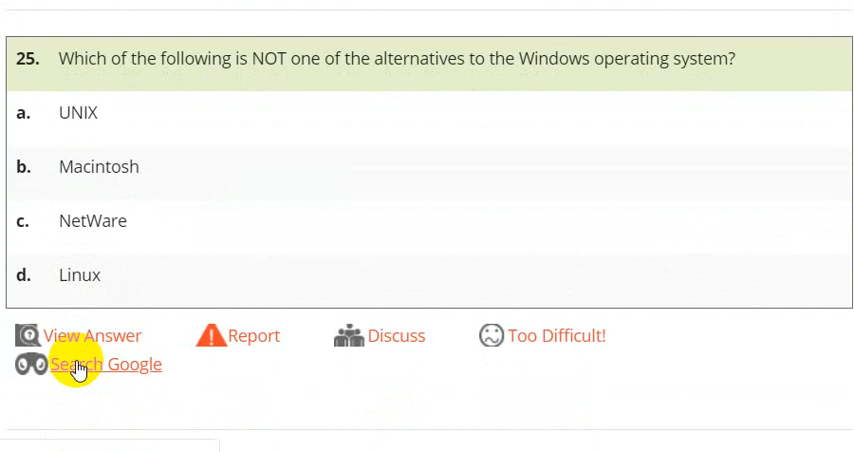 25. Which of the following is NOT one of the alternatives to the Windows operating system?
a. UNIX
b. Macintosh
c. NetWare
d. Linux
View Answer Report Discuss Too Difficult!
Search Google